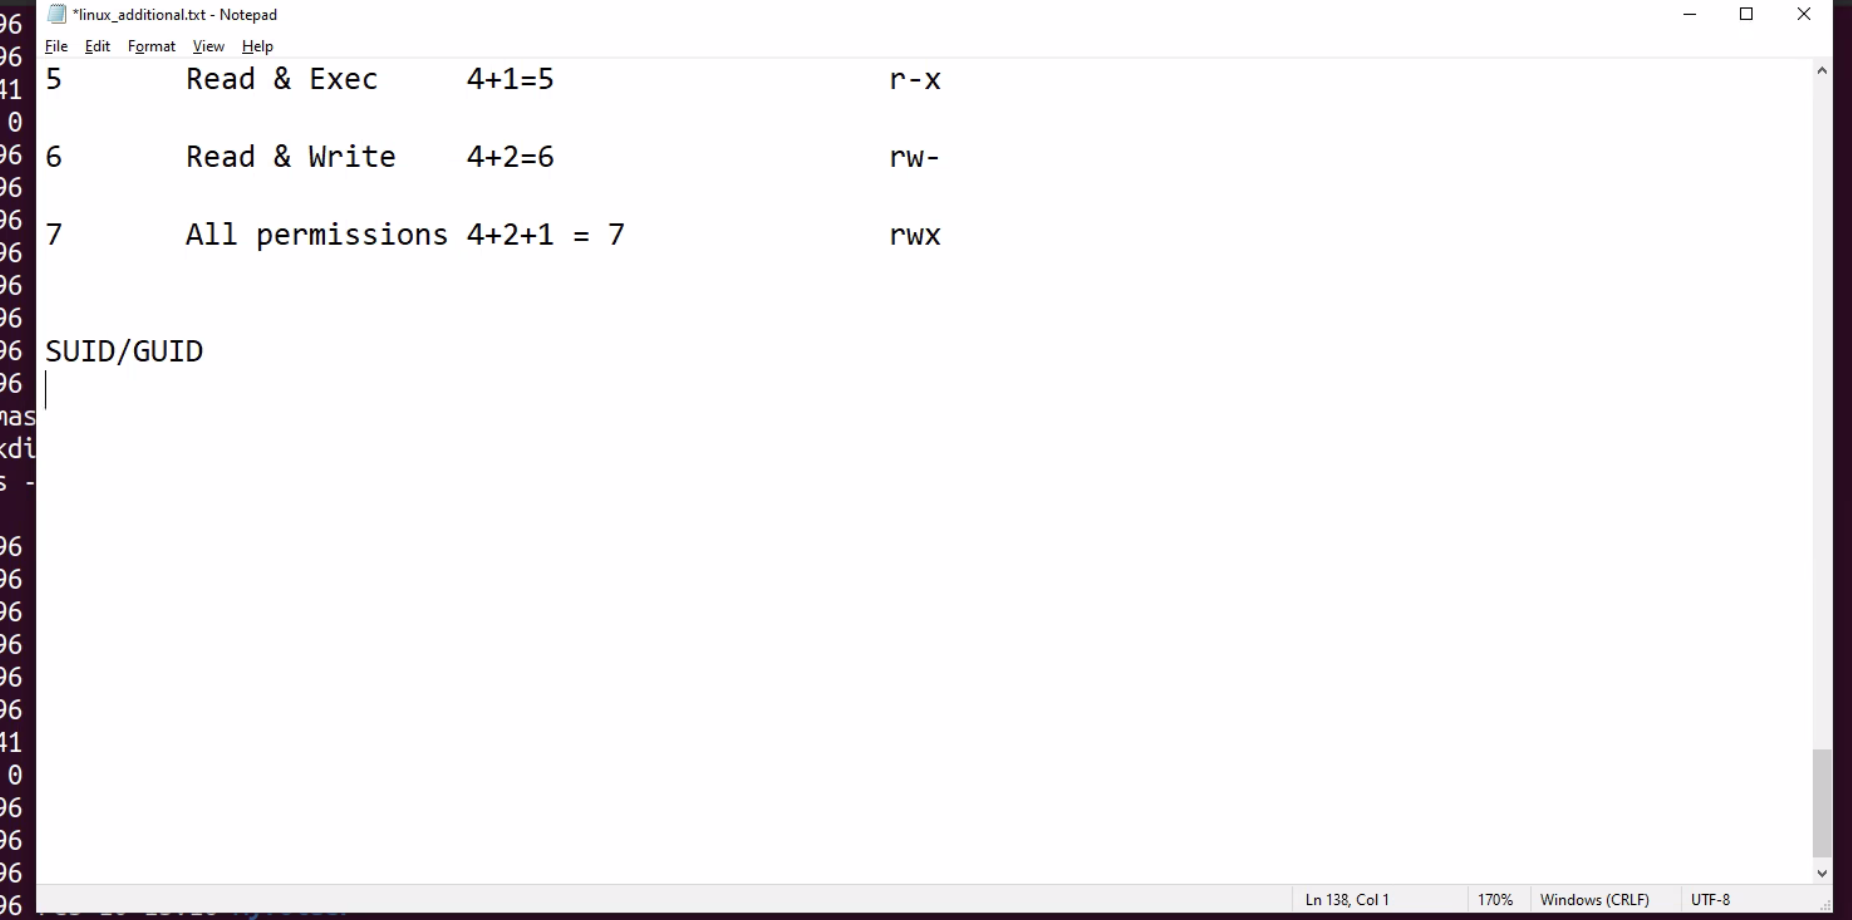 *linux_additional.txt - Notepad
File Edit Format View Help
5 Read & Exec 4+1=5 r-x
6 Read & Write 4+2=6 rw-
7 All permissions 4+2+1 = 7 rwx
SUID/GUID
Ln 138, Col 1 170% Windows (CRLF) UTF-8
96
96
41
0
96
96
96
96
96
96
96
96
mas
kdi
s -
96
96
96
96
96
96
41
0
96
96
96
96